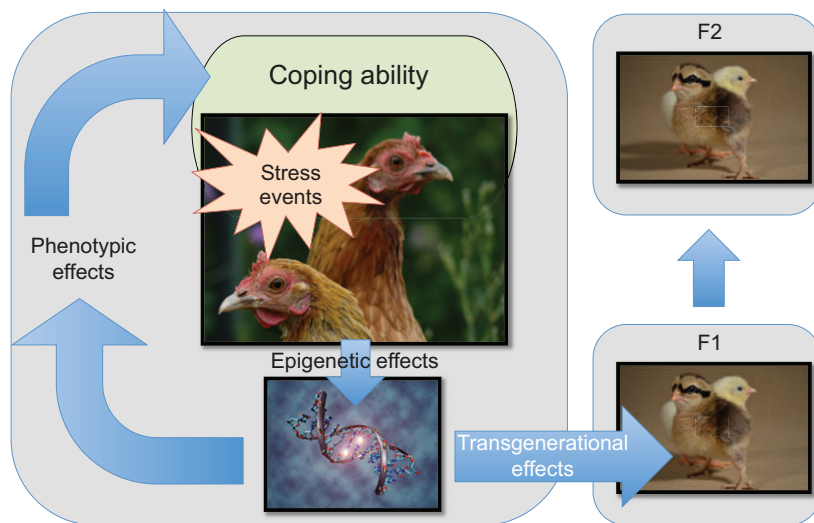 Coping ability
Stress
events
Phenotypic
effects
Epigenetic effects
Transgenerational
effects
F2
F1